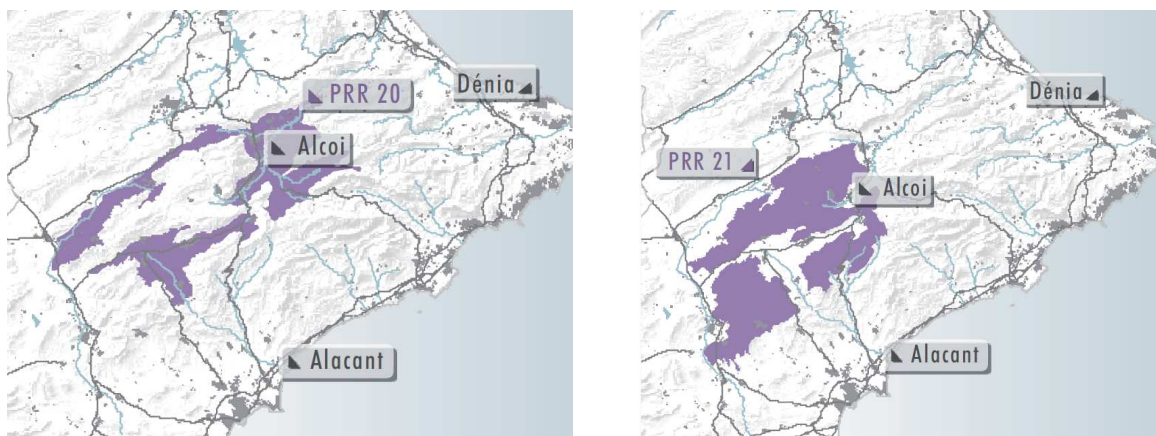 PRR 20
Dénia
Alcoi
Alacant
Dénia
PRR 21
Alcoi
Alacant